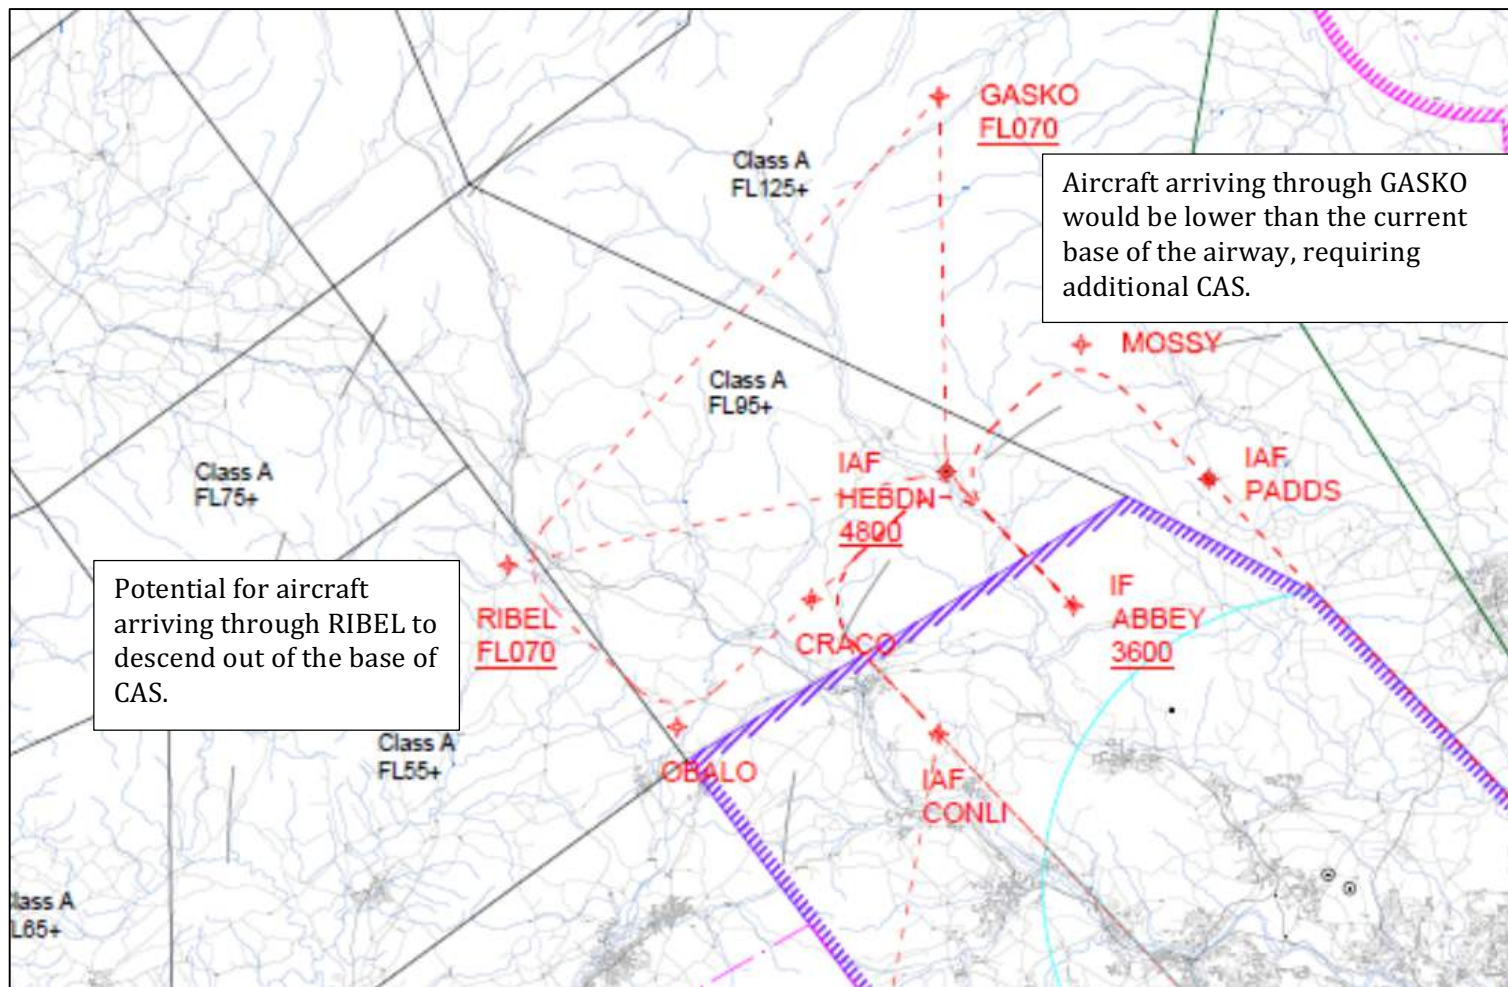 GASKO
FL070
Class A
FL125+
Aircraft arriving through GASKO
would be lower than the current
base of the airway, requiring
additional CAS.
MOSSY
Class A
FL95+
IAF
HEBDN
4800
IAF
PADDS
Class A
FL75+
Potential for aircraft
arriving through RIBEL to
descend out of the base of
CAS.
RIBEL
FL070
CRACO
IF
ABBEY
3600
Class A
FL55+
OBALO
IAF
CONLI
lass A
L65+